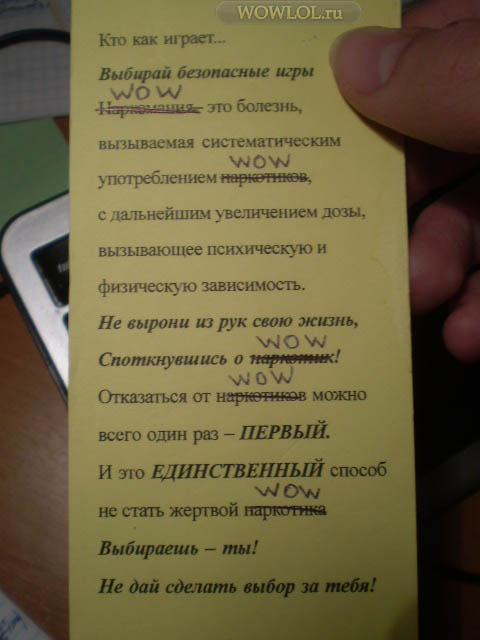 WOWLOL.ru
Кто как играет...
Выбирай безопасные игры
WOW
Наркомания- это болезнь,
вызываемая систематическим
WOW
употреблением наркотиков,
с дальнейшим увеличением дозы,
вызывающее психическую и
физическую зависимость.
Не вырони из рук свою жизнь,
WOW
Споткнувшись о наркотик!
WOW
Отказаться от наркотиков можно
всего один раз – ПЕРВЫЙ.
И это ЕДИНСТВЕННЫЙ способ
WOW
не стать жертвой наркотика
Выбираешь – ты!
Не дай сделать выбор за тебя!